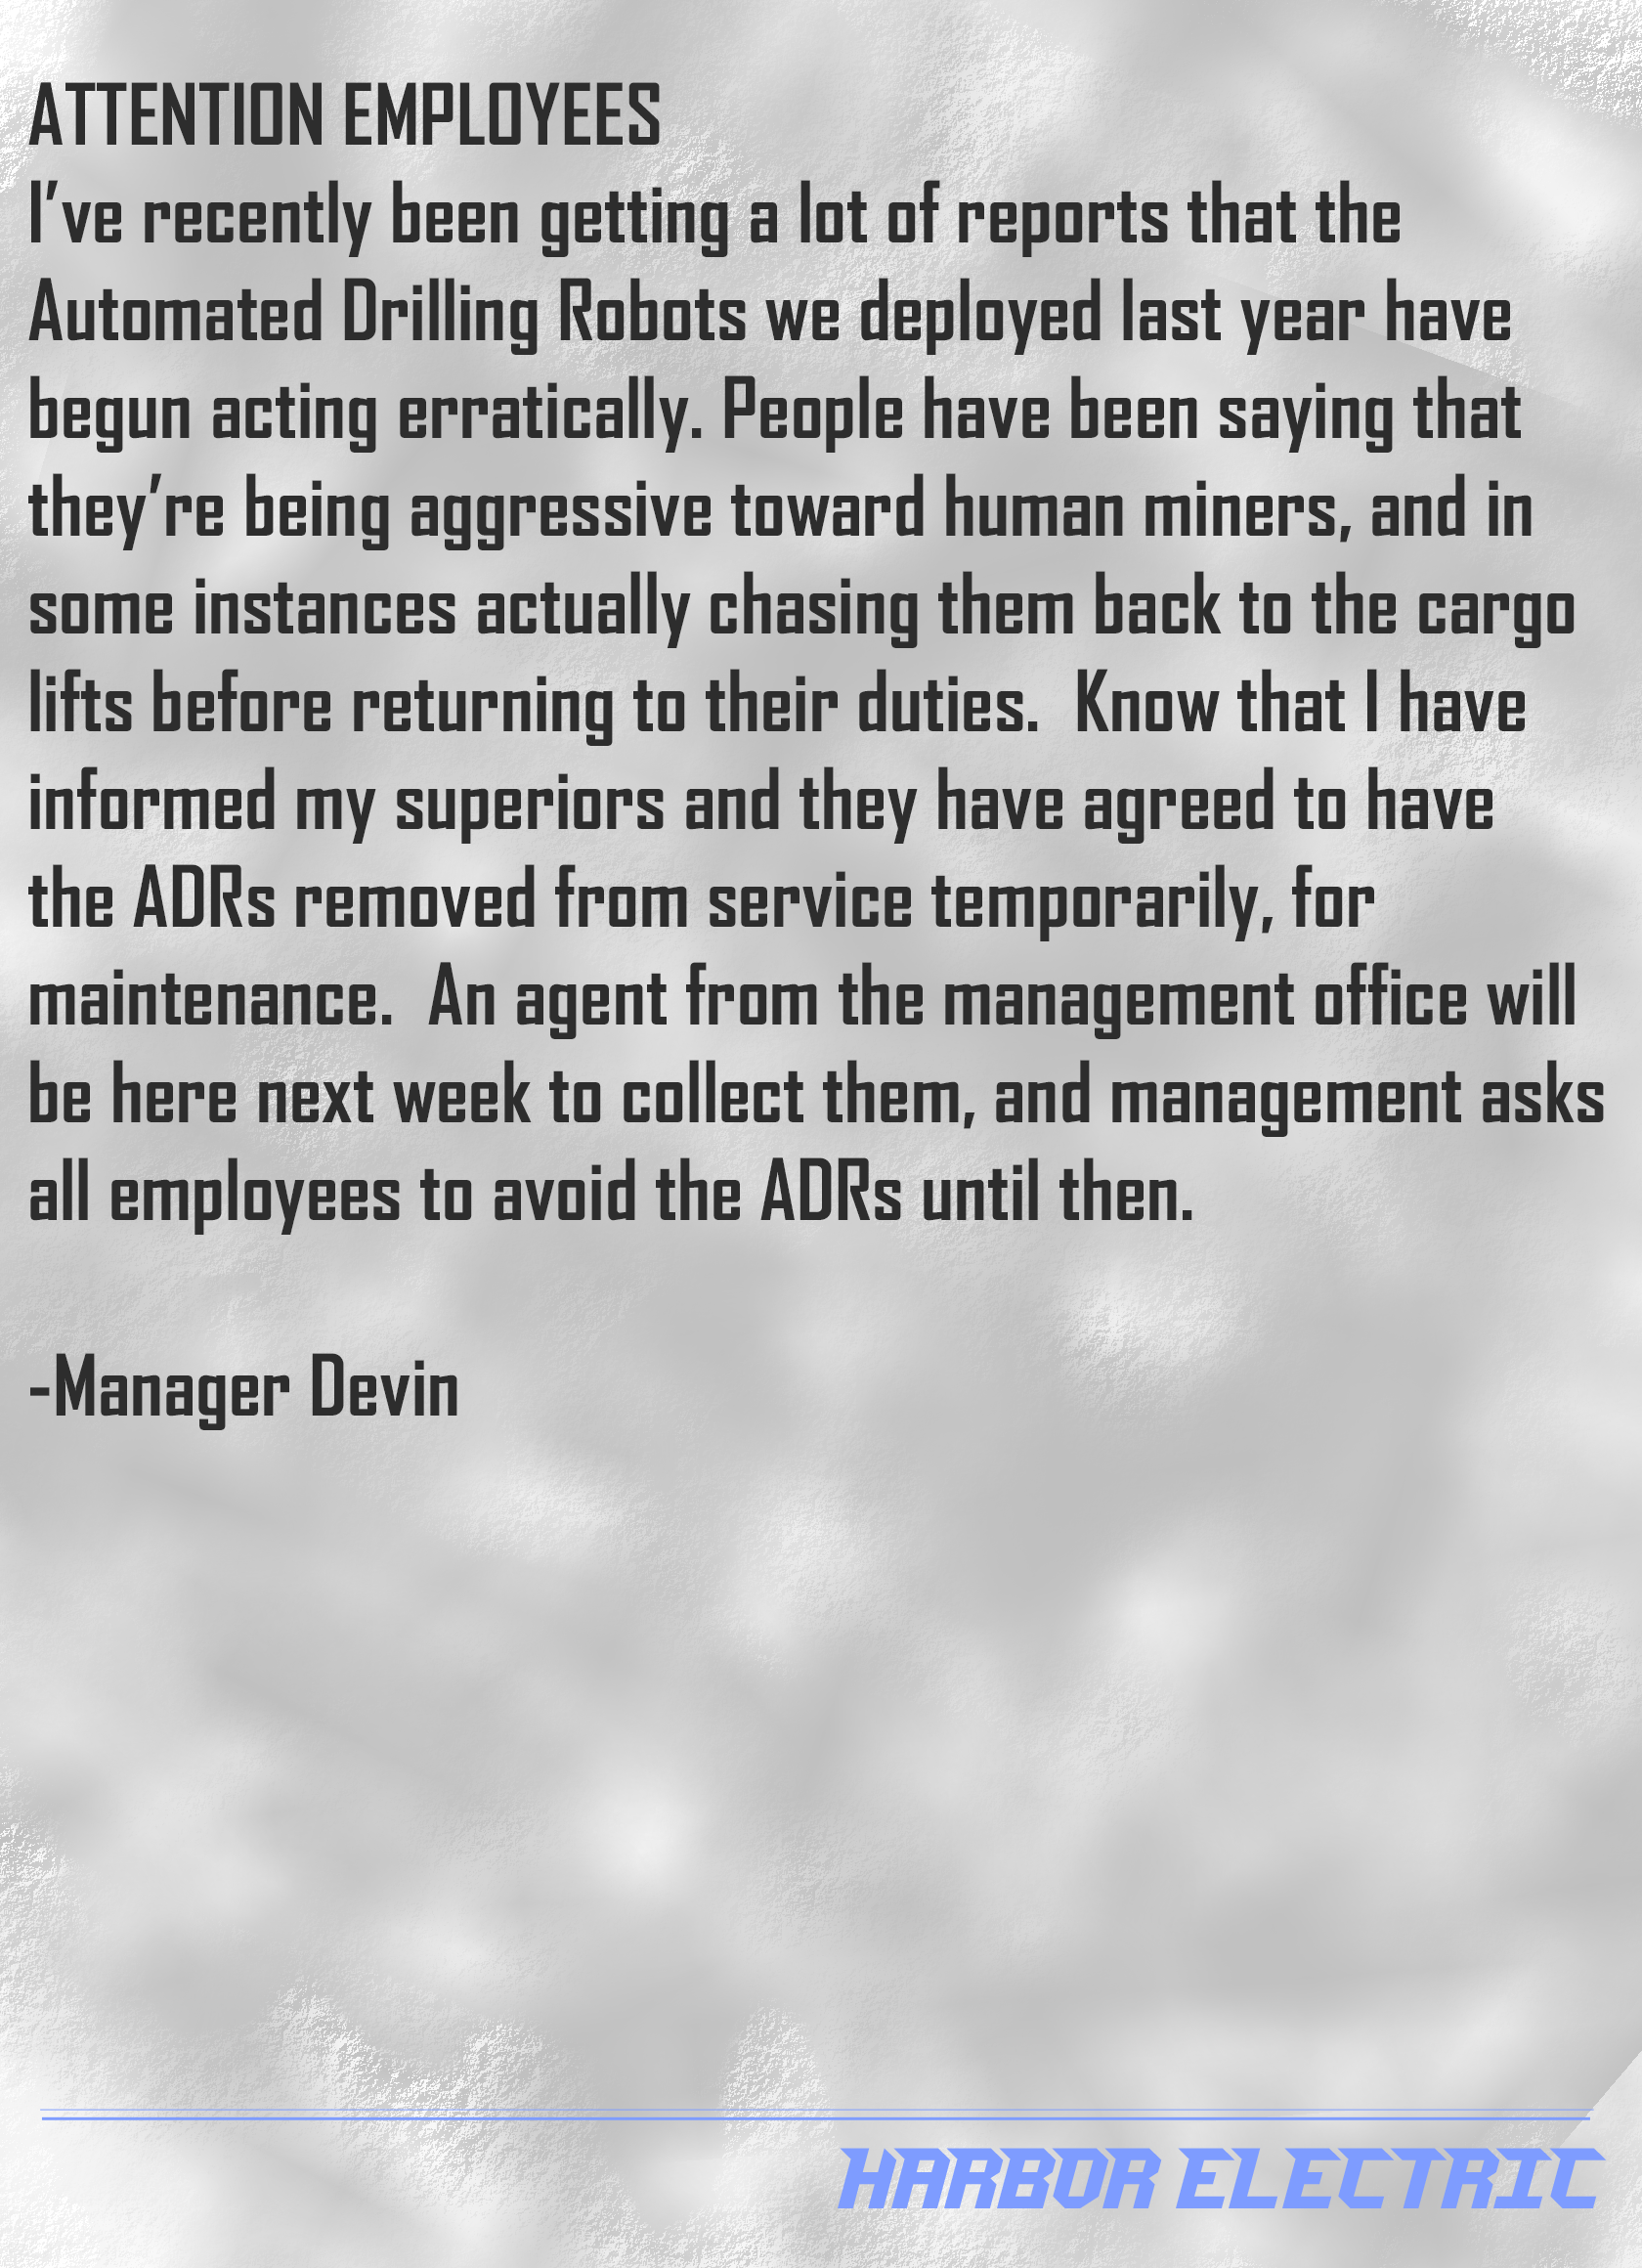 ATTENTION EMPLOYEES
I've recently been getting a lot of reports that the
Automated Drilling Robots we deployed last year have
begun acting erratically. People have been saying that
they're being aggressive toward human miners, and in
some instances actually chasing them back to the cargo
lifts before returning to their duties.  Know that I have
informed my superiors and they have agreed to have
the ADRs removed from service temporarily, for
maintenance.  An agent from the management office will
be here next week to collect them, and management asks
all employees to avoid the ADRs until then.
-Manager Devin
HARBOR ELECTRIC